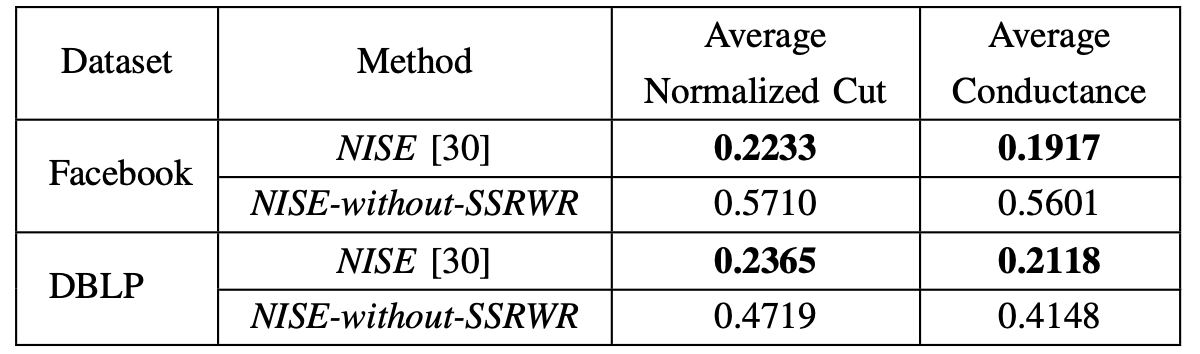 Dataset Method Average Normalized Cut Average Conductance
Facebook NISE [30] 0.2233 0.1917
NISE-without-SSRWR 0.5710 0.5601
DBLP NISE [30] 0.2365 0.2118
NISE-without-SSRWR 0.4719 0.4148